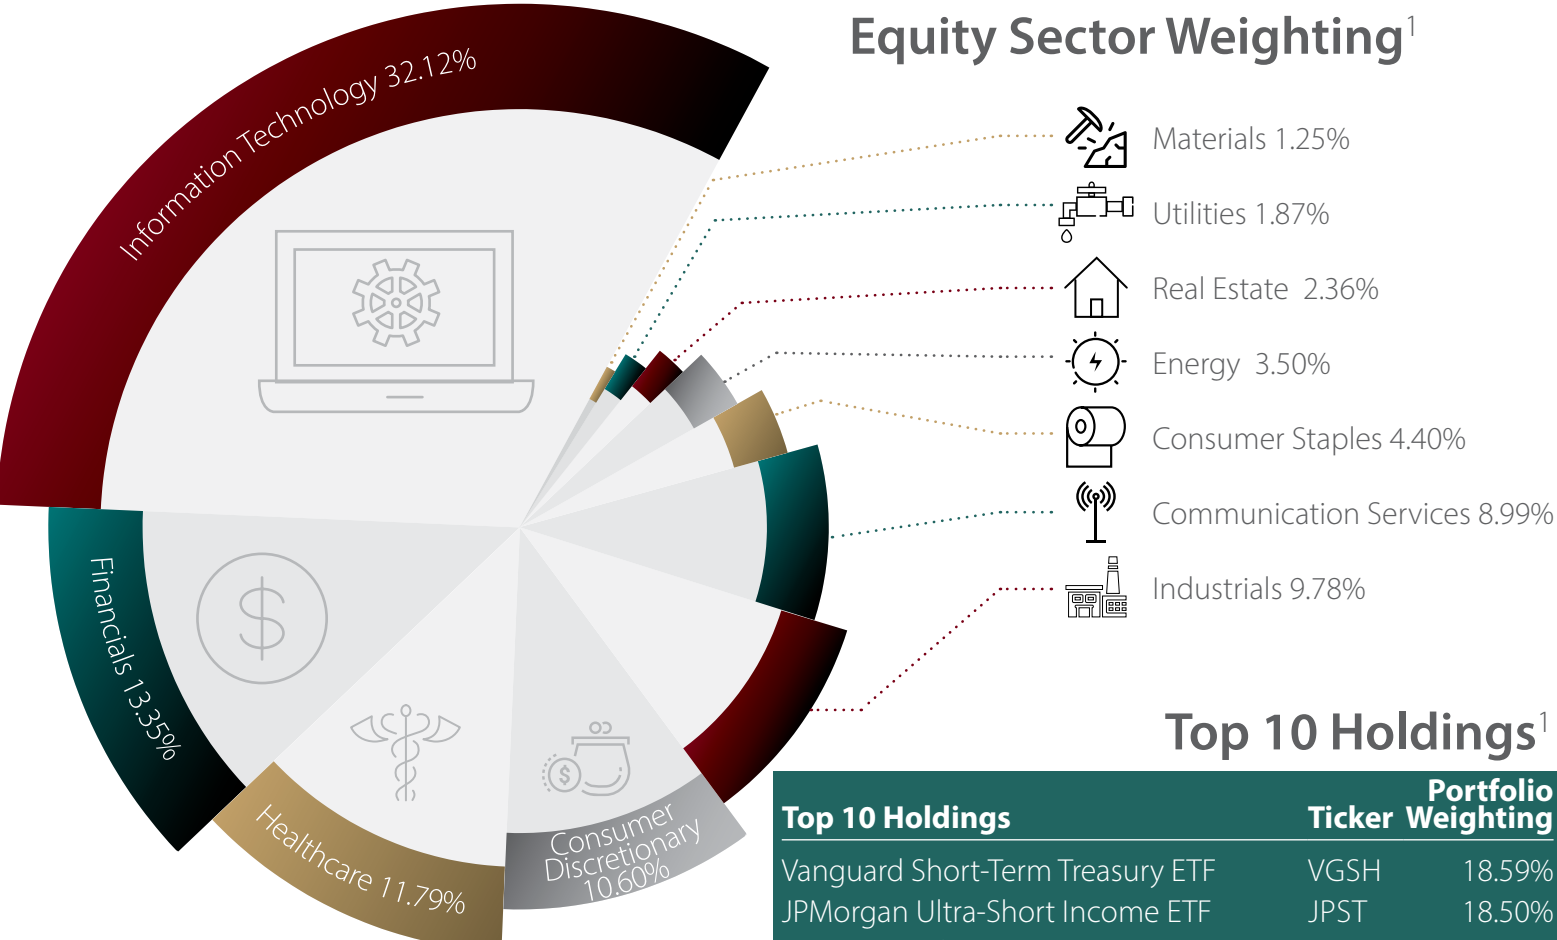 Equity Sector Weighting1
Information Technology 32.12%
Materials 1.25%
Utilities 1.87%
Real Estate 2.36%
Energy 3.50%
Consumer Staples 4.40%
Communication Services 8.99%
Industrials 9.78%
Financials 13.35%
Healthcare 11.79%
Consumer
Discretionary
10.60%
$
$
Top 10 Holdings1
Top 10 Holdings Ticker Portfolio
Weighting
Vanguard Short-Term Treasury ETF VGSH 18.59%
JPMorgan Ultra-Short Income ETF JPST 18.50%